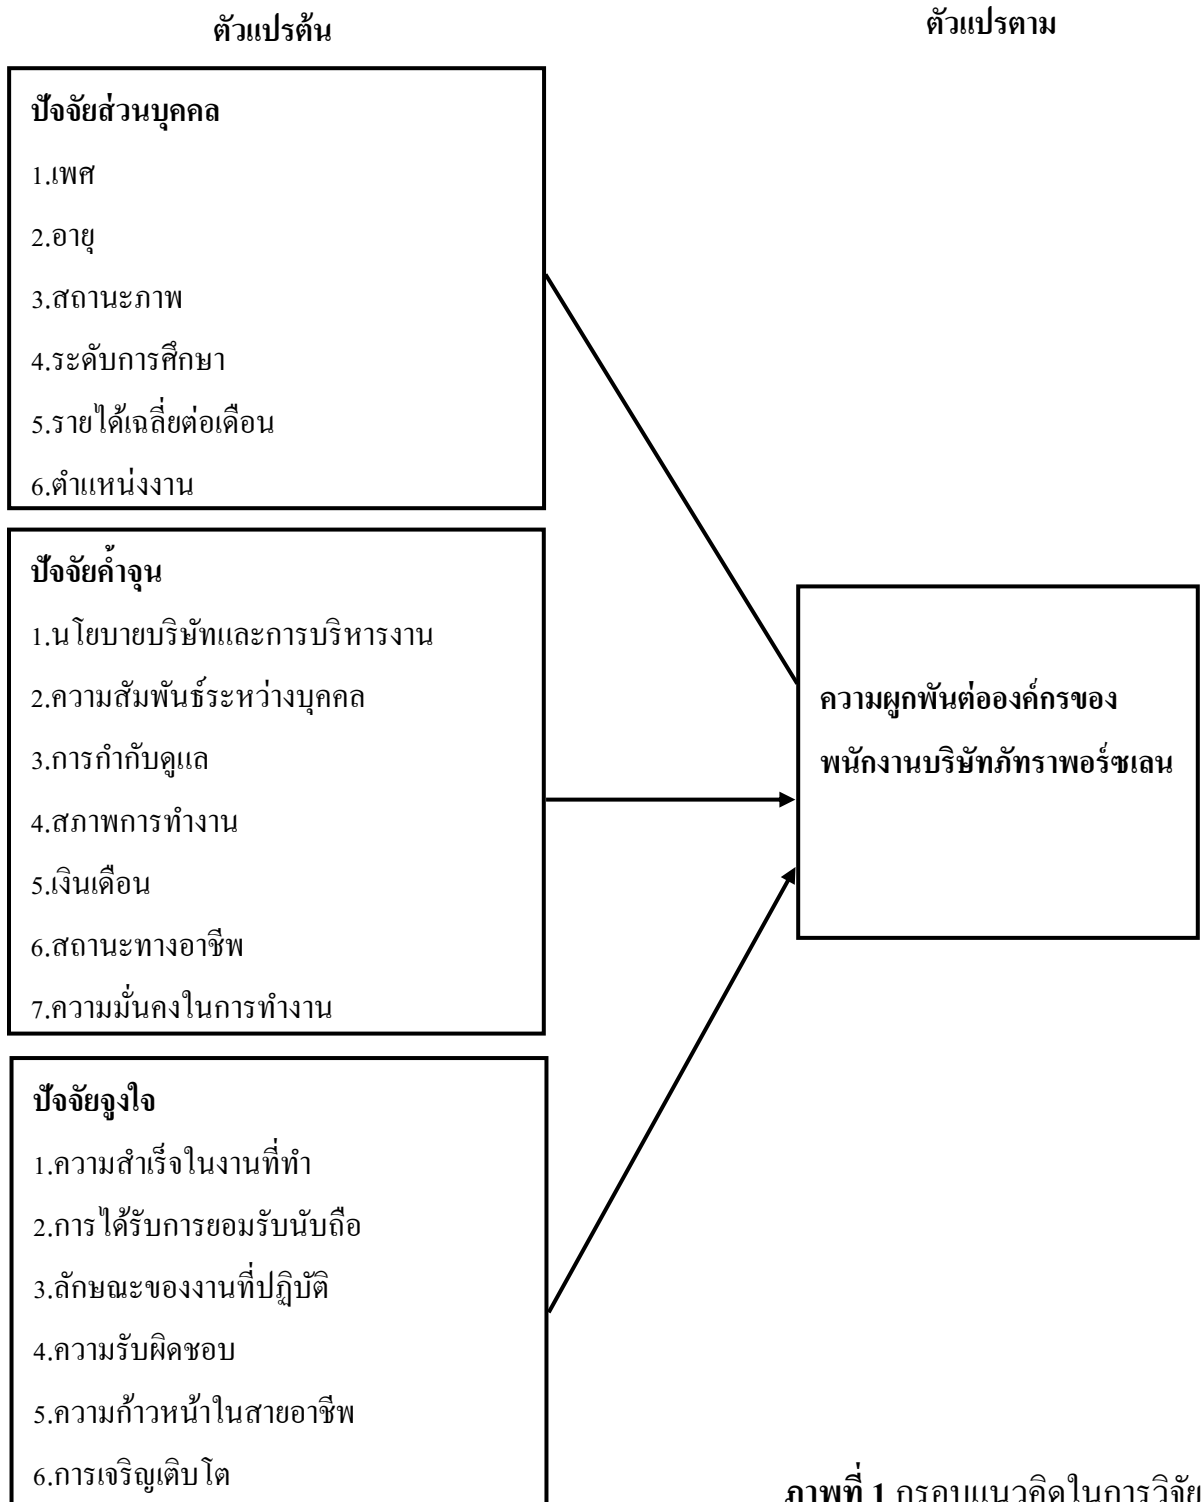 ตัวแปรต้น
ตัวแปรตาม
ปัจจัยส่วนบุคคล
1.เพศ
2.อายุ
3.สถานะภาพ
4.ระดับการศึกษา
5.รายได้เฉลี่ยต่อเดือน
6.ตำแหน่งงาน
ปัจจัยค้ำจุน
1.นโยบายบริษัทและการบริหารงาน
2.ความสัมพันธ์ระหว่างบุคคล
3.การกำกับดูแล
4.สภาพการทำงาน
5.เงินเดือน
6.สถานะทางอาชีพ
7.ความมั่นคงในการทำงาน
ปัจจัยจูงใจ
1.ความสำเร็จในงานที่ทำ
2.การได้รับการยอมรับนับถือ
3.ลักษณะของงานที่ปฏิบัติ
4.ความรับผิดชอบ
5.ความก้าวหน้าในสายอาชีพ
6.การเจริญเติบโต
ความผูกพันต่อองค์กรของ
พนักงานบริษัทภัทราพอร์ซเลน
ภาพที่ 1 กรอบแนวคิดในการวิจัย